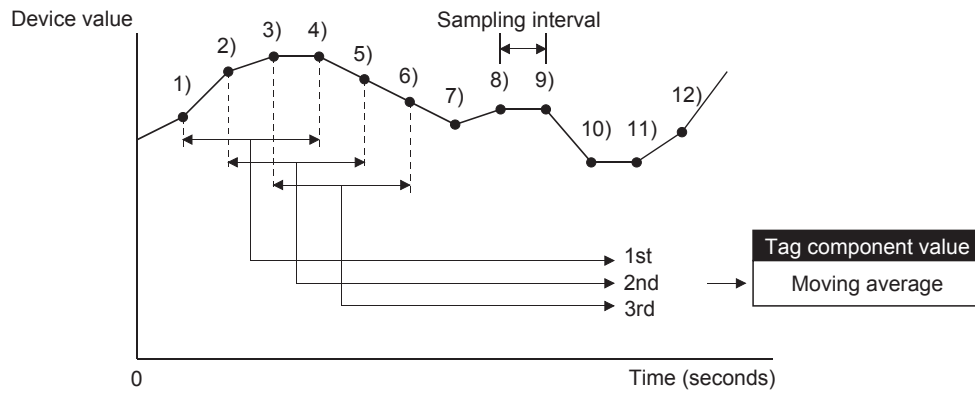 Device value
Sampling interval
1)
2)
3)
4)
5)
6)
7)
8)
9)
10)
11)
12)
1st
2nd
3rd
Tag component value
Moving average
0
Time (seconds)